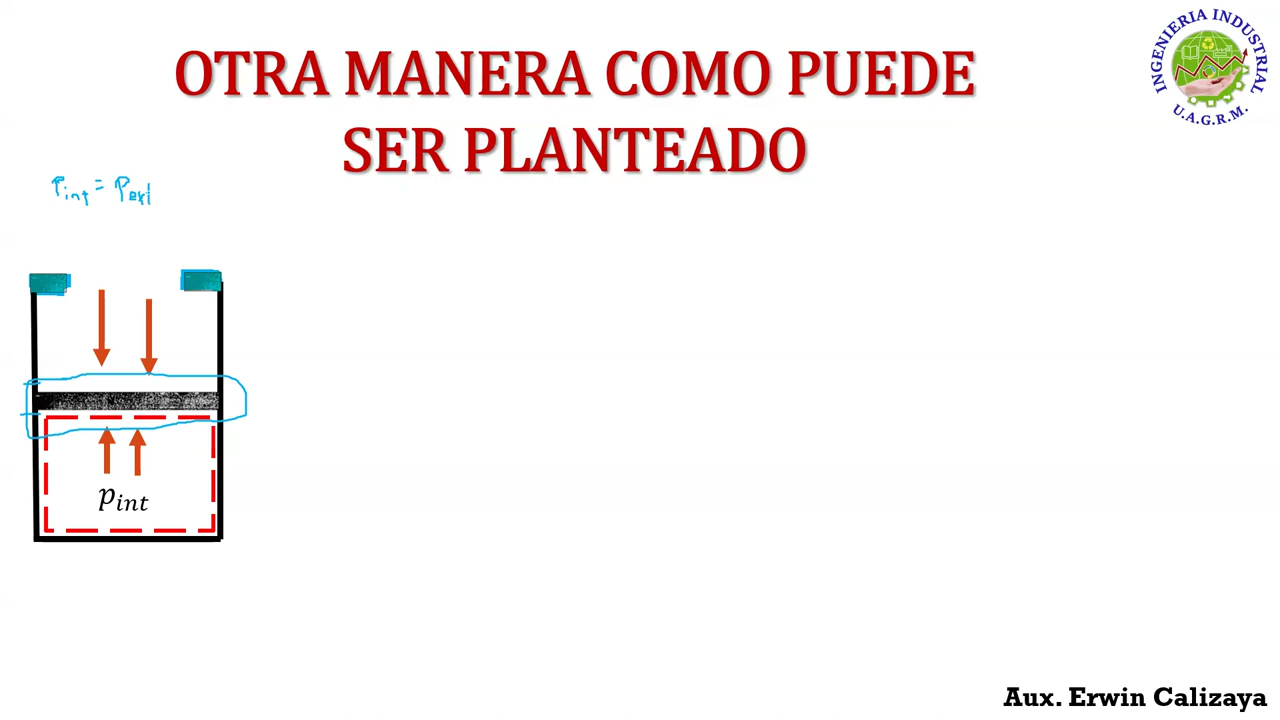 OTRA MANERA COMO PUEDE
SER PLANTEADO
INGENIERIA INDUSTRIAL
U.A.G.R.M.
Pint = Pext
pint
Aux. Erwin Calizaya